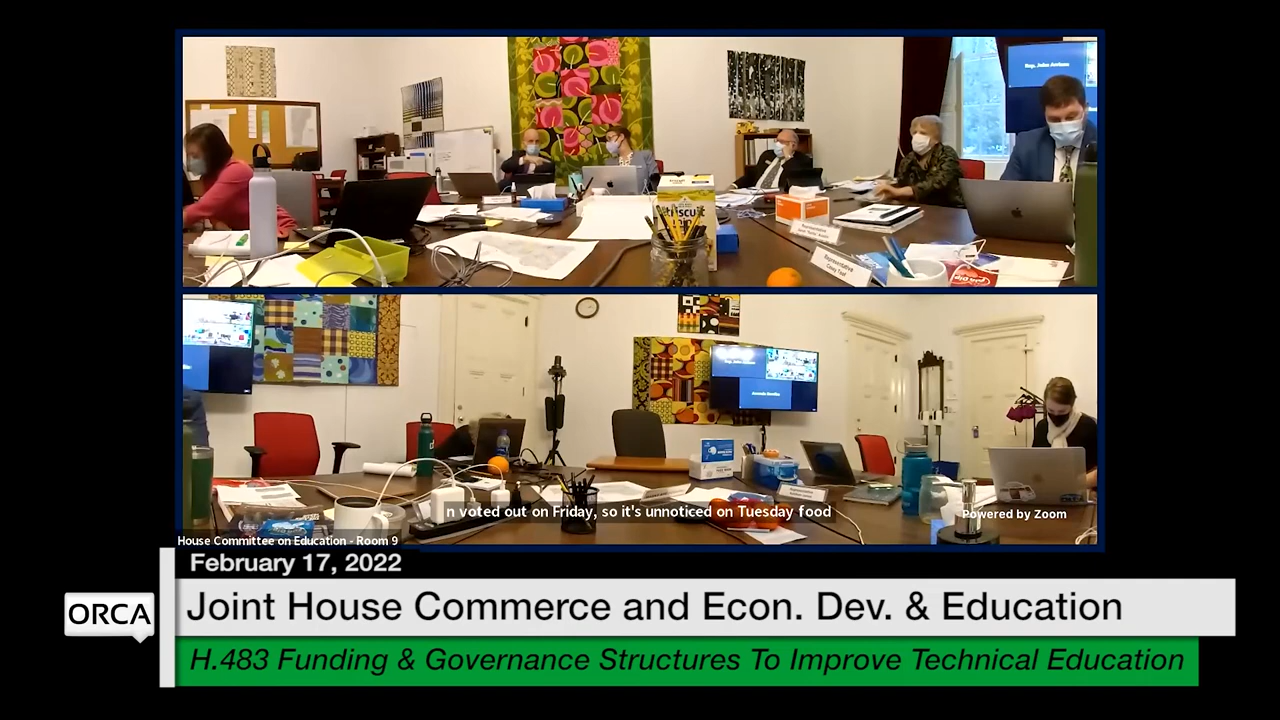 Rep. John Arrison
triscuit
Representative
Representative
Casey Toof
Amanda Benika
n voted out on Friday, so it's unnoticed on Tuesday food
Powered by Zoom
House Committee on Education - Room 9
February 17, 2022
ORCA
Joint House Commerce and Econ. Dev. & Education
H.483 Funding & Governance Structures To Improve Technical Education